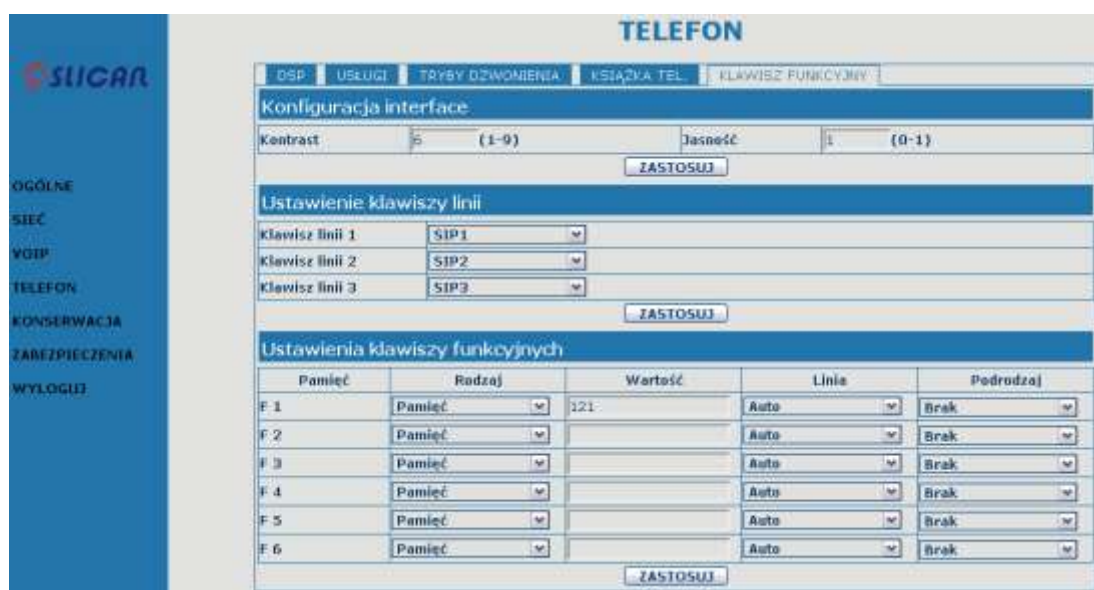 TELEFON
SLICAN
DSP USŁUGI TRYBY DZWONIENIA KSIĄŻKA TEL. KLAWISZ FUNKCYJNY
Konfiguracja interface
Kontrast 6 (1-9) Jasność 1 (0-1)
ZASTOSUJ
OGÓLNE
SIEĆ
VOIP
TELEFON
KONSERWACJA
ZABEZPIECZENIA
WYLOGUJ
Ustawienie klawiszy linii
Klawisz linii 1 SIP1
Klawisz linii 2 SIP2
Klawisz linii 3 SIP3
ZASTOSUJ
Ustawienia klawiszy funkcyjnych
Pamięć Rodzaj Wartość Linia Podrodzaj
F 1 Pamięć 121 Auto Brak
F 2 Pamięć Auto Brak
F 3 Pamięć Auto Brak
F 4 Pamięć Auto Brak
F 5 Pamięć Auto Brak
F 6 Pamięć Auto Brak
ZASTOSUJ